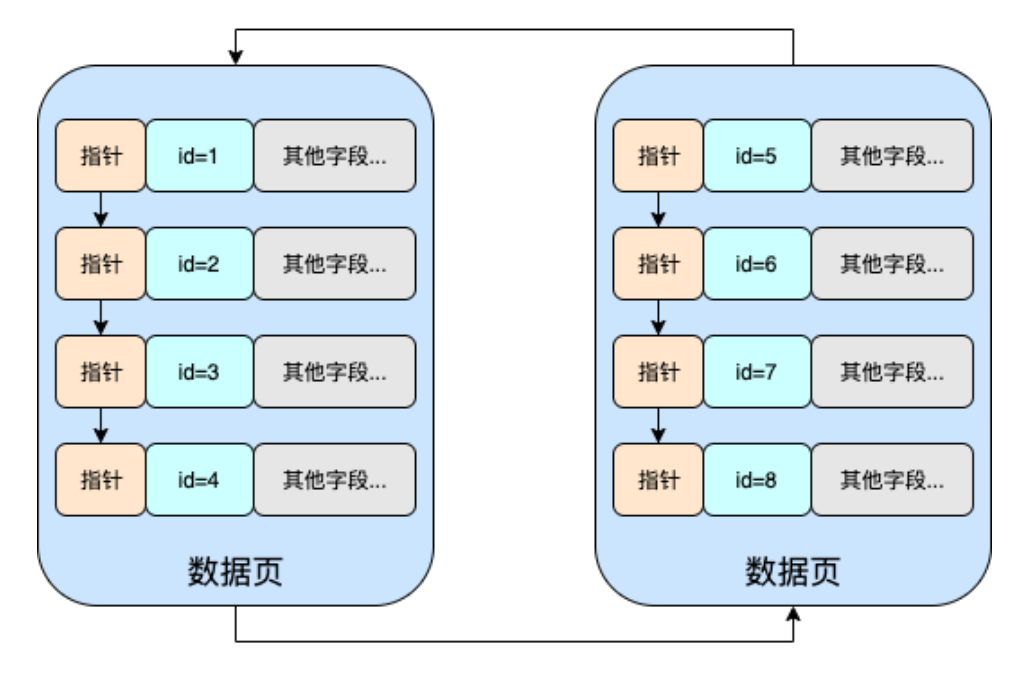 指针 id=1 其他字段...
指针 id=2 其他字段...
指针 id=3 其他字段...
指针 id=4 其他字段...
数据页
指针 id=5 其他字段...
指针 id=6 其他字段...
指针 id=7 其他字段...
指针 id=8 其他字段...
数据页